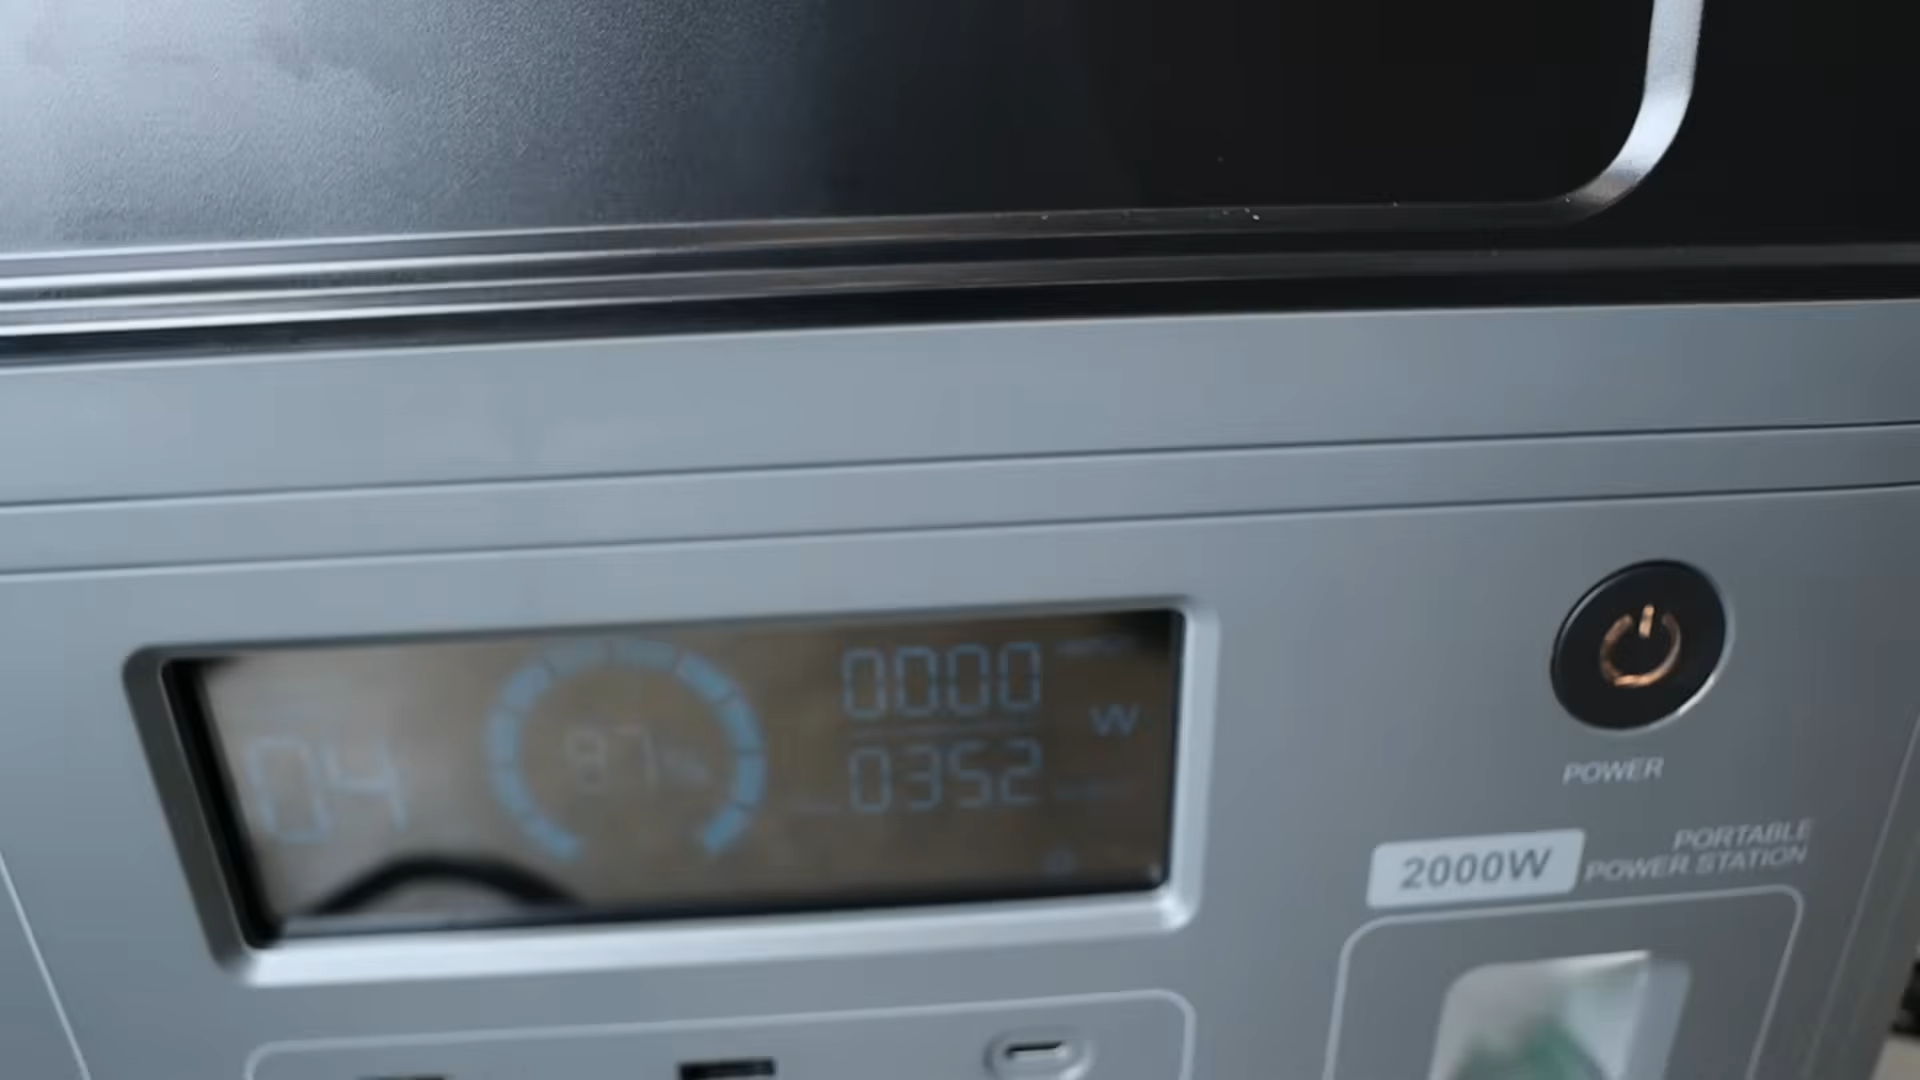 04
87%
0000
W
0352
POWER
2000W
PORTABLE
POWER STATION